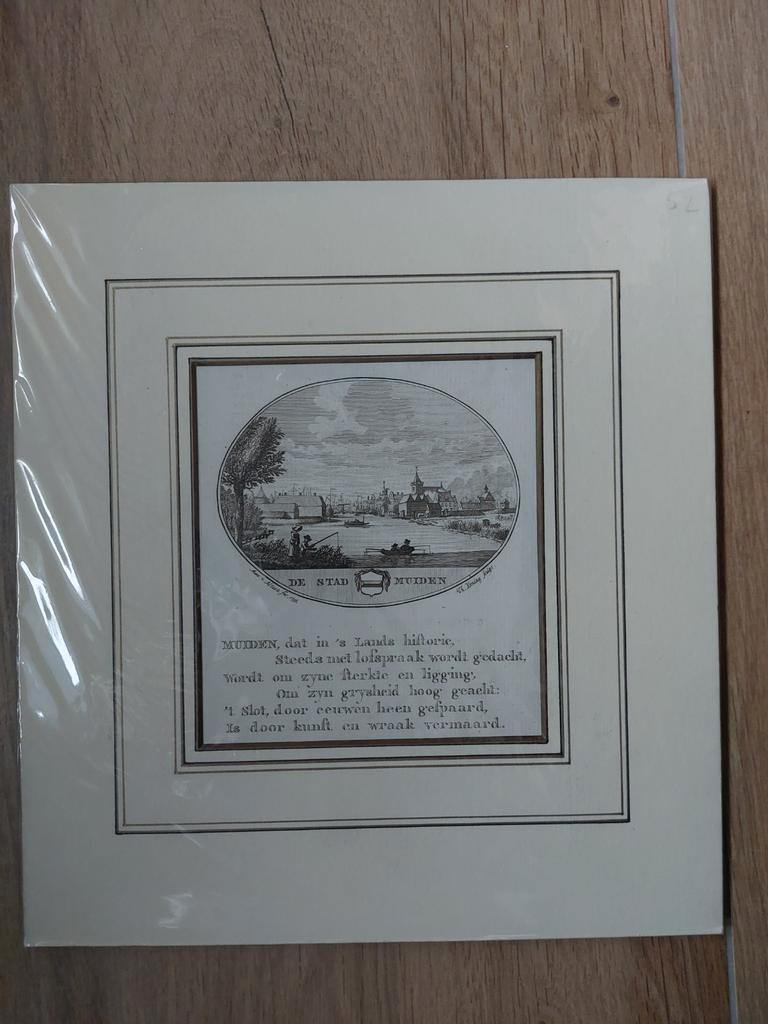 52
DE STAD MUIDEN
MUIDEN, dat in 's Lands hiſtorie,
Steeds met lofspraak wordt gedacht,
Wordt om zyne ſterkte en ligging,
Om zyn grysheid hoog geacht:
't Slot, door eeuwen heen geſpaard,
Is door kunſt en wraak vermaard.